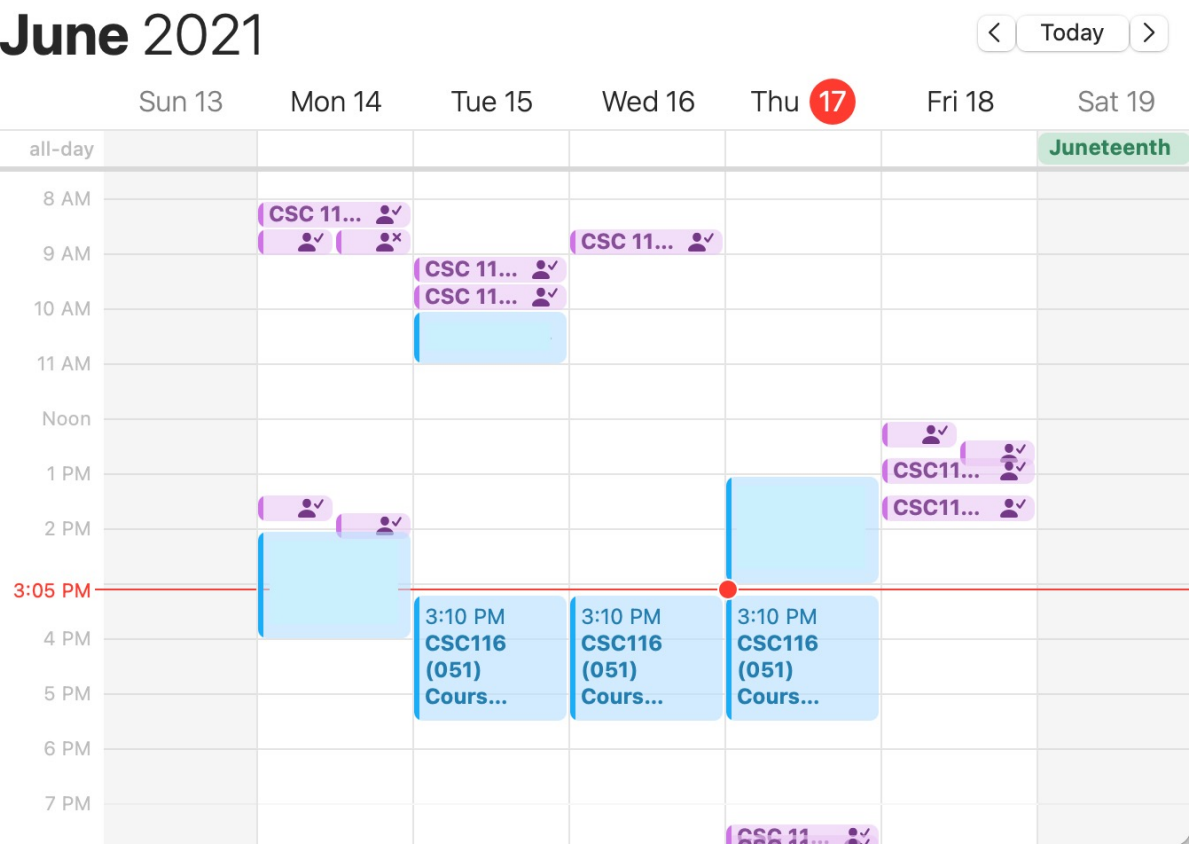 June 2021
Today
Sun 13
Mon 14
Tue 15
Wed 16
Thu 17
Fri 18
Sat 19
all-day
Juneteenth
8 AM
CSC 11...
9 AM
CSC 11...
CSC 11...
CSC 11...
10 AM
11 AM
Noon
1 PM
CSC11...
CSC11...
2 PM
3:05 PM
3:10 PM
CSC116
(051)
Cours...
3:10 PM
CSC116
(051)
Cours...
3:10 PM
CSC116
(051)
Cours...
4 PM
5 PM
6 PM
7 PM
CSC 11...